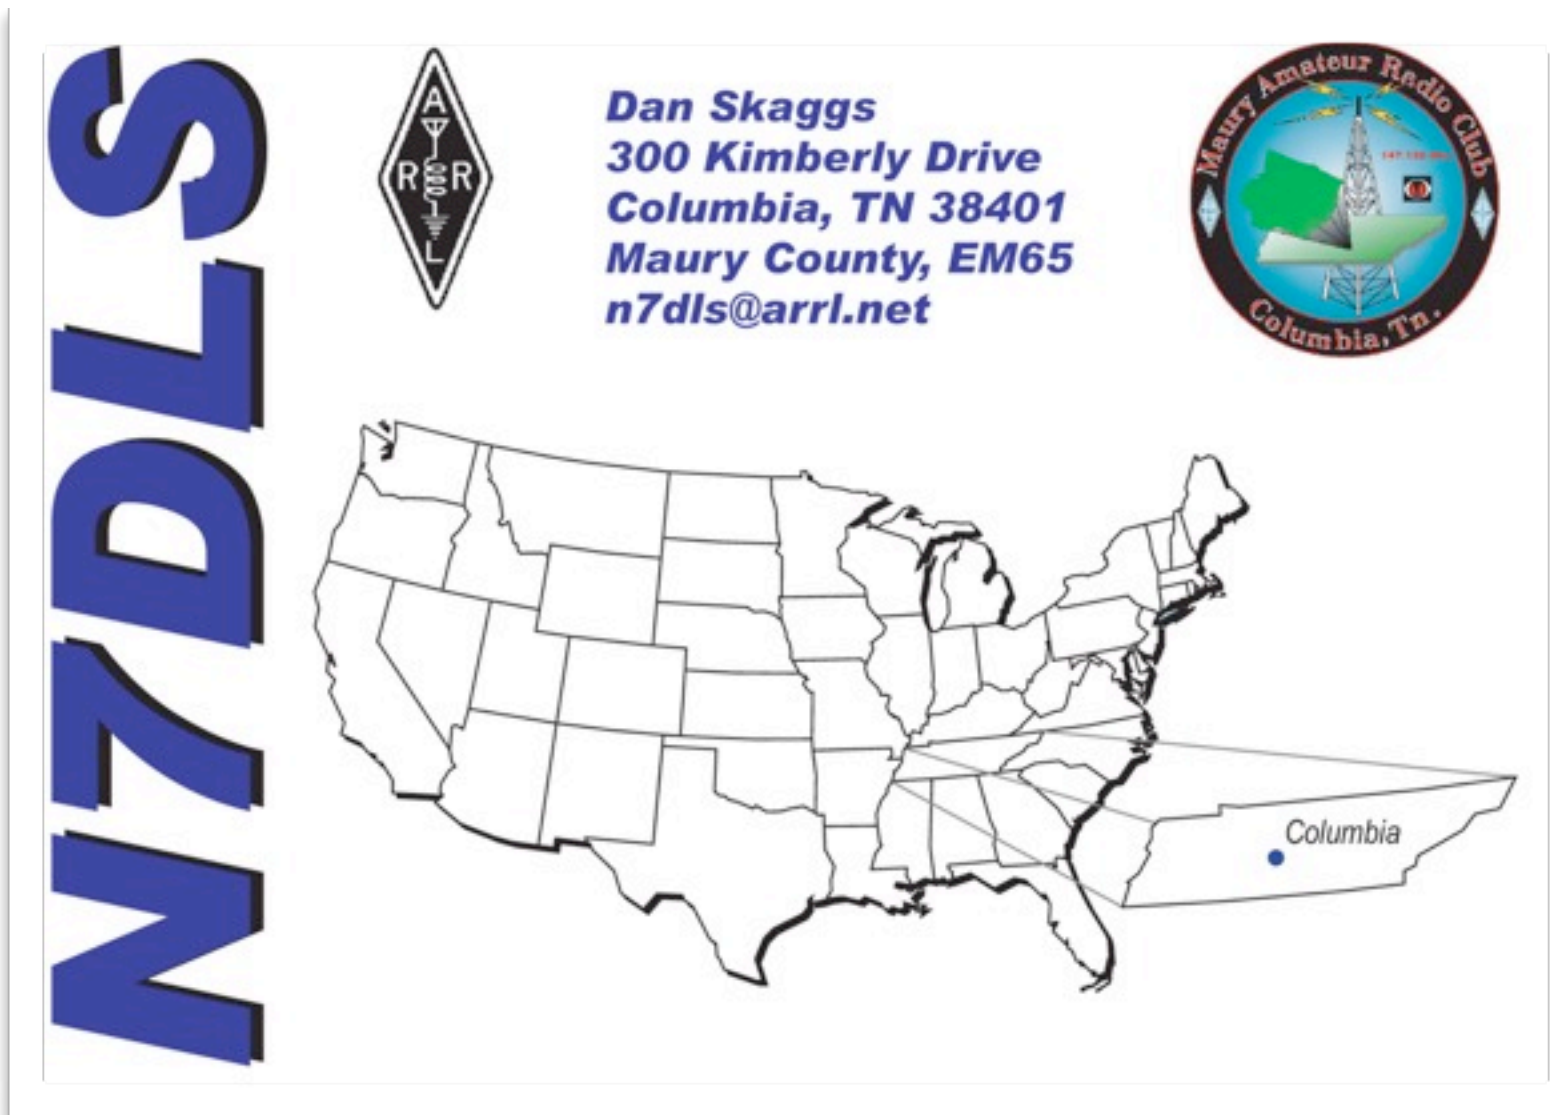 N7DLS
A
R R
L
Dan Skaggs
300 Kimberly Drive
Columbia, TN 38401
Maury County, EM65
n7dls@arrl.net
Maury Amateur Radio Club
Columbia, Tn.
Columbia